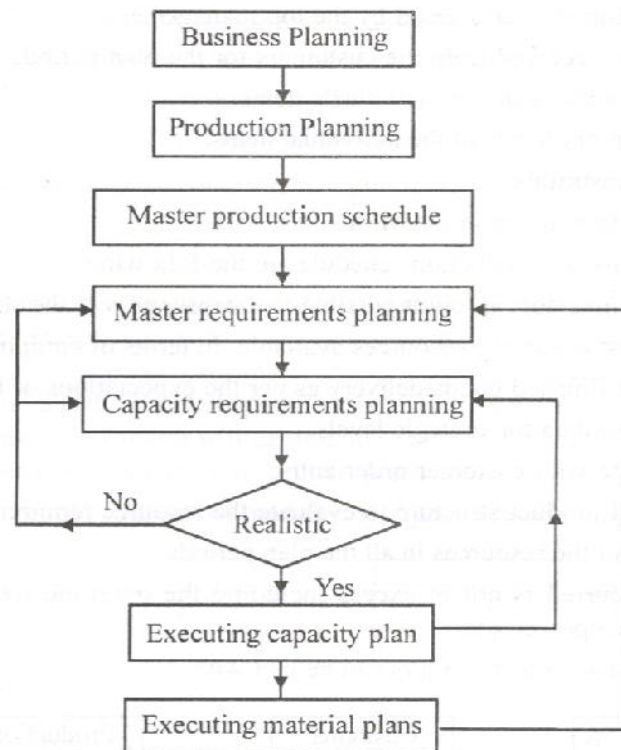 Business Planning
Production Planning
Master production schedule
Master requirements planning
Capacity requirements planning
No
Realistic
Yes
Executing capacity plan
Executing material plans